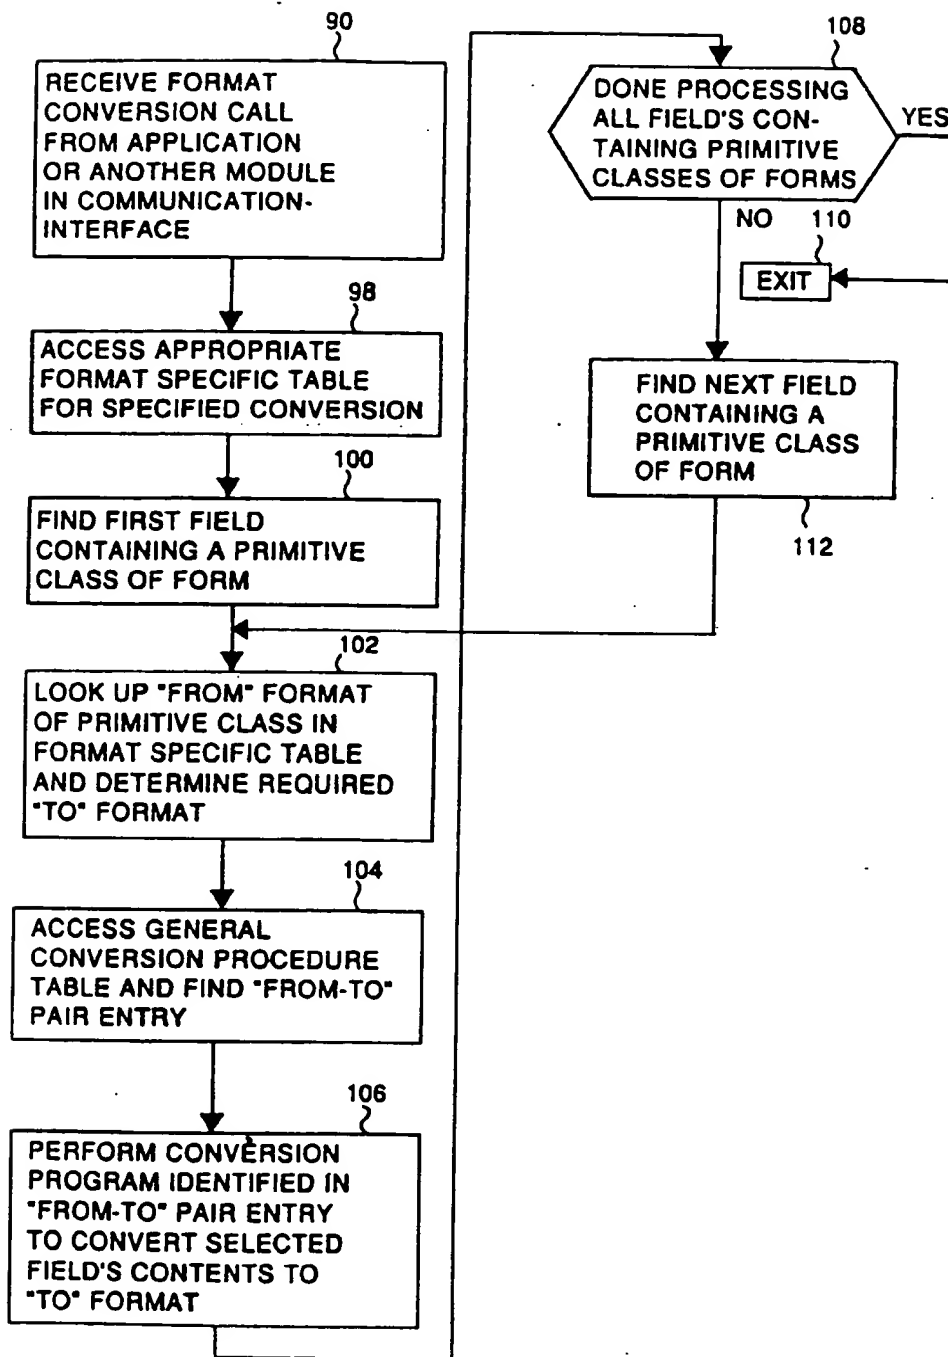 90
RECEIVE FORMAT
CONVERSION CALL
FROM APPLICATION
OR ANOTHER MODULE
IN COMMUNICATION-
INTERFACE
98
ACCESS APPROPRIATE
FORMAT SPECIFIC TABLE
FOR SPECIFIED CONVERSION
100
FIND FIRST FIELD
CONTAINING A PRIMITIVE
CLASS OF FORM
102
LOOK UP "FROM" FORMAT
OF PRIMITIVE CLASS IN
FORMAT SPECIFIC TABLE
AND DETERMINE REQUIRED
"TO" FORMAT
104
ACCESS GENERAL
CONVERSION PROCEDURE
TABLE AND FIND "FROM-TO"
PAIR ENTRY
106
PERFORM CONVERSION
PROGRAM IDENTIFIED IN
"FROM-TO" PAIR ENTRY
TO CONVERT SELECTED
FIELD'S CONTENTS TO
"TO" FORMAT
108
DONE PROCESSING
ALL FIELD'S CON-
TAINING PRIMITIVE
CLASSES OF FORMS
YES
NO
110
EXIT
FIND NEXT FIELD
CONTAINING A
PRIMITIVE CLASS
OF FORM
112